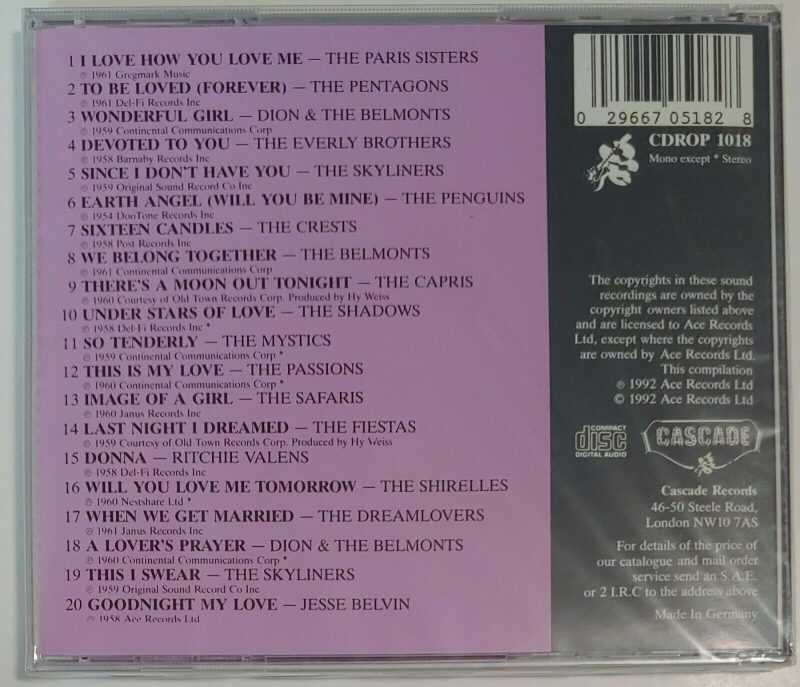 1 I LOVE HOW YOU LOVE ME – THE PARIS SISTERS
℗ 1961 Gregmark Music
2 TO BE LOVED (FOREVER) – THE PENTAGONS
℗ 1961 Del-Fi Records Inc
3 WONDERFUL GIRL – DION & THE BELMONTS
℗ 1959 Continental Communications Corp
4 DEVOTED TO YOU – THE EVERLY BROTHERS
℗ 1958 Barnaby Records Inc
5 SINCE I DON'T HAVE YOU – THE SKYLINERS
℗ 1959 Original Sound Record Co Inc
6 EARTH ANGEL (WILL YOU BE MINE) – THE PENGUINS
℗ 1954 DooTone Records Inc
7 SIXTEEN CANDLES – THE CRESTS
℗ 1958 Post Records Inc
8 WE BELONG TOGETHER – THE BELMONTS
℗ 1961 Continental Communications Corp
9 THERE'S A MOON OUT TONIGHT – THE CAPRIS
℗ 1960 Courtesy of Old Town Records Corp. Produced by Hy Weiss
10 UNDER STARS OF LOVE – THE SHADOWS
℗ 1958 Del-Fi Records Inc *
11 SO TENDERLY – THE MYSTICS
℗ 1959 Continental Communications Corp *
12 THIS IS MY LOVE – THE PASSIONS
℗ 1960 Continental Communications Corp *
13 IMAGE OF A GIRL – THE SAFARIS
℗ 1960 Janus Records Inc
14 LAST NIGHT I DREAMED – THE FIESTAS
℗ 1959 Courtesy of Old Town Records Corp. Produced by Hy Weiss
15 DONNA – RITCHIE VALENS
℗ 1958 Del-Fi Records Inc
16 WILL YOU LOVE ME TOMORROW – THE SHIRELLES
℗ 1960 Nestshare Ltd *
17 WHEN WE GET MARRIED – THE DREAMLOVERS
℗ 1961 Janus Records Inc
18 A LOVER'S PRAYER – DION & THE BELMONTS
℗ 1960 Continental Communications Corp *
19 THIS I SWEAR – THE SKYLINERS
℗ 1959 Original Sound Record Co Inc
20 GOODNIGHT MY LOVE – JESSE BELVIN
℗ 1958 Ace Records Ltd
0 29667 05182 8
CDROP 1018
Mono except * Stereo
The copyrights in these sound
recordings are owned by the
copyright owners listed above
and are licensed to Ace Records
Ltd, except where the copyrights
are owned by Ace Records Ltd.
This compilation
℗ 1992 Ace Records Ltd
© 1992 Ace Records Ltd
COMPACT
disc
DIGITAL AUDIO
CASCADE
Cascade Records
46-50 Steele Road,
London NW10 7AS
For details of the price of
our catalogue and mail order
service send an S.A.E.
or 2 I.R.C to the address above
Made In Germany